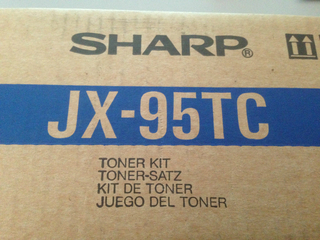 SHARP®
JX-95TC
TONER KIT
TONER-SATZ
KIT DE TONER
JUEGO DEL TONER